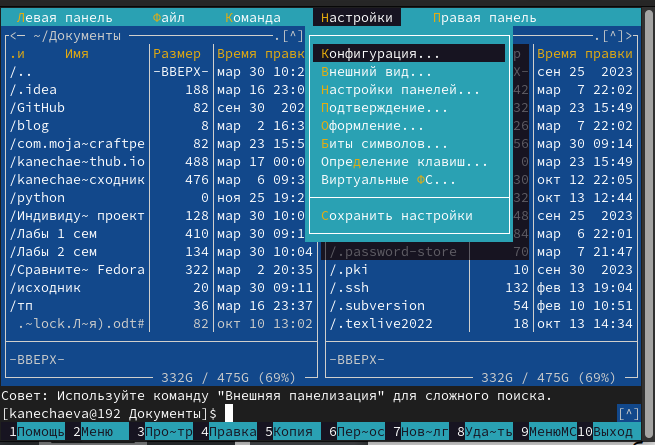 Левая панель Файл Команда Настройки Правая панель
<— ~/Документы .[^] .[^]>
.и Имя Размер Время правк Время правки
/.. -ВВЕРХ- мар 30 10:2 Конфигурация... Х- сен 25 2023
/.idea 188 мар 16 23:0 Внешний вид... 42 мар 7 22:02
/GitHub 82 сен 30 202 Настройки панелей... 32 мар 23 15:49
/blog 8 мар 2 16:3 Подтверждение... 26 мар 7 22:02
/com.moja~craftpe 82 мар 23 15:5 Оформление... 56 мар 30 09:14
/kanechae~thub.io 488 мар 17 00:0 Биты символов... 0 мар 23 15:49
/kanechae~сходник 476 мар 6 09:3 Определение клавиш... 30 окт 12 22:05
/python 0 ноя 25 19:2 Виртуальные ФС... 32 окт 13 12:44
/Индивиду~ проект 128 мар 30 10:0 Сохранить настройки 48 сен 25 2023
/Лабы 1 сем 410 мар 30 09:1 84 мар 6 22:01
/Лабы 2 сем 134 мар 30 10:04 /.password-store 70 мар 7 21:47
/Сравните~ Fedora 322 мар 2 20:35 /.pki 10 сен 30 2023
/исходник 20 мар 30 09:11 /.ssh 132 фев 13 19:04
/тп 36 мар 16 23:37 /.subversion 54 фев 10 10:51
.~lock.Л~я).odt# 82 окт 10 13:02 /.texlive2022 18 окт 13 14:34
-ВВЕРХ- -ВВЕРХ-
332G / 475G (69%) 332G / 475G (69%)
Совет: Используйте команду "Внешняя панелизация" для сложного поиска.
[kanechaeva@192 Документы]$ [^]
1Помощь 2Меню 3Про~тр 4Правка 5Копия 6Пер~ос 7Нов~лг 8Уда~ть 9МенюМС 10Выход